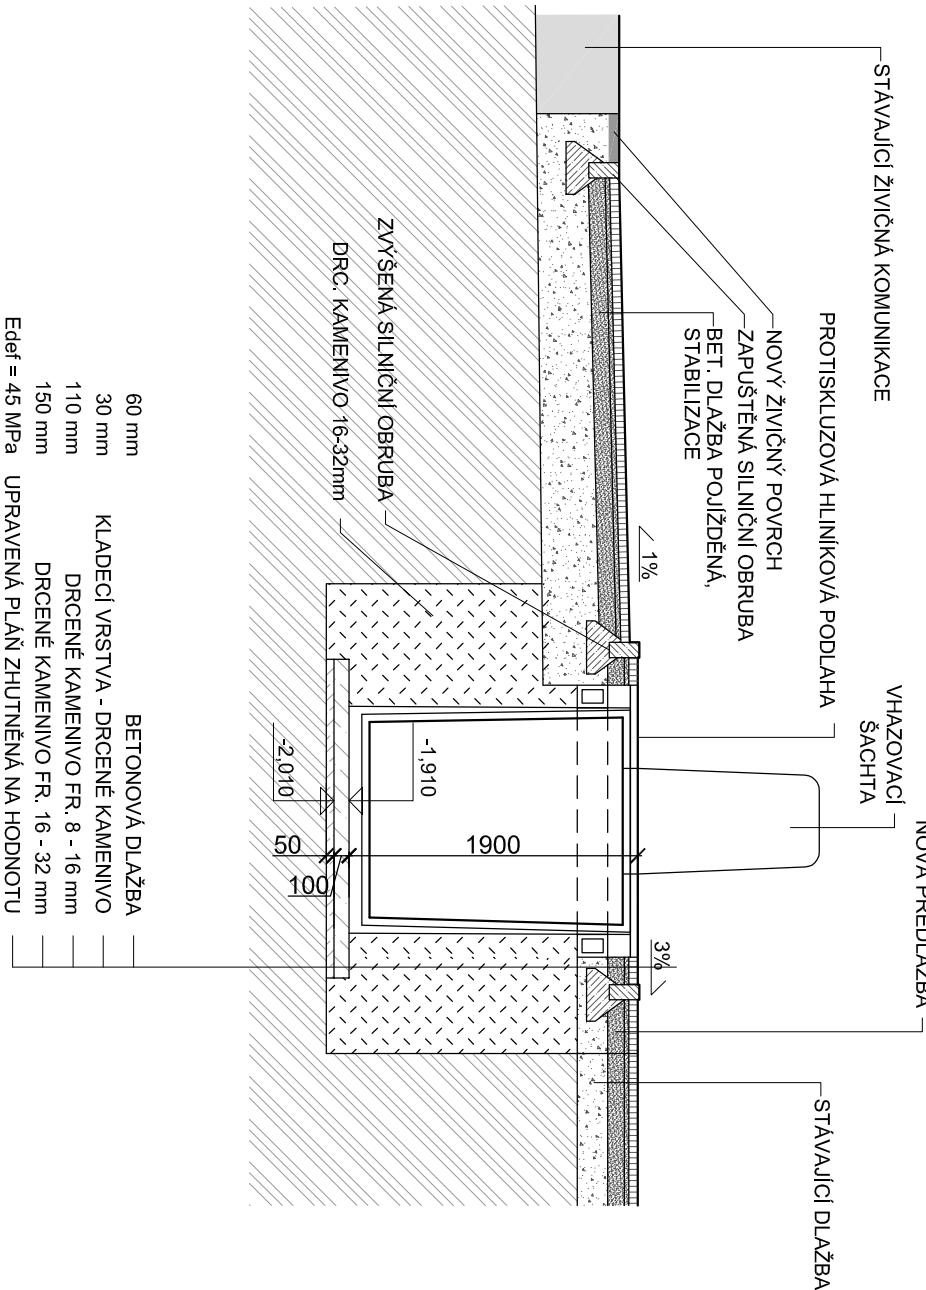 STÁVAJÍCÍ ŽIVIČNÁ KOMUNIKACE
PROTISKLUZOVÁ HLINÍKOVÁ PODLAHA
NOVÝ ŽIVIČNÝ POVRCH
ZAPUŠTĚNÁ SILNIČNÍ OBRUBA
BET. DLAŽBA POJÍŽDĚNÁ,
STABILIZACE
1%
VHAZOVACÍ
ŠACHTA
NOVÁ PŘEDLAŽBA
STÁVAJÍCÍ DLAŽBA
3%
ZVÝŠENÁ SILNIČNÍ OBRUBA
DRC. KAMENIVO 16-32mm
-1,910
-2,010
1900
50
100
60 mm BETONOVÁ DLAŽBA
30 mm KLADECÍ VRSTVA - DRCENÉ KAMENIVO
110 mm DRCENÉ KAMENIVO FR. 8 - 16 mm
150 mm DRCENÉ KAMENIVO FR. 16 - 32 mm
Edef = 45 MPa UPRAVENÁ PLÁŇ ZHUTNĚNÁ NA HODNOTU